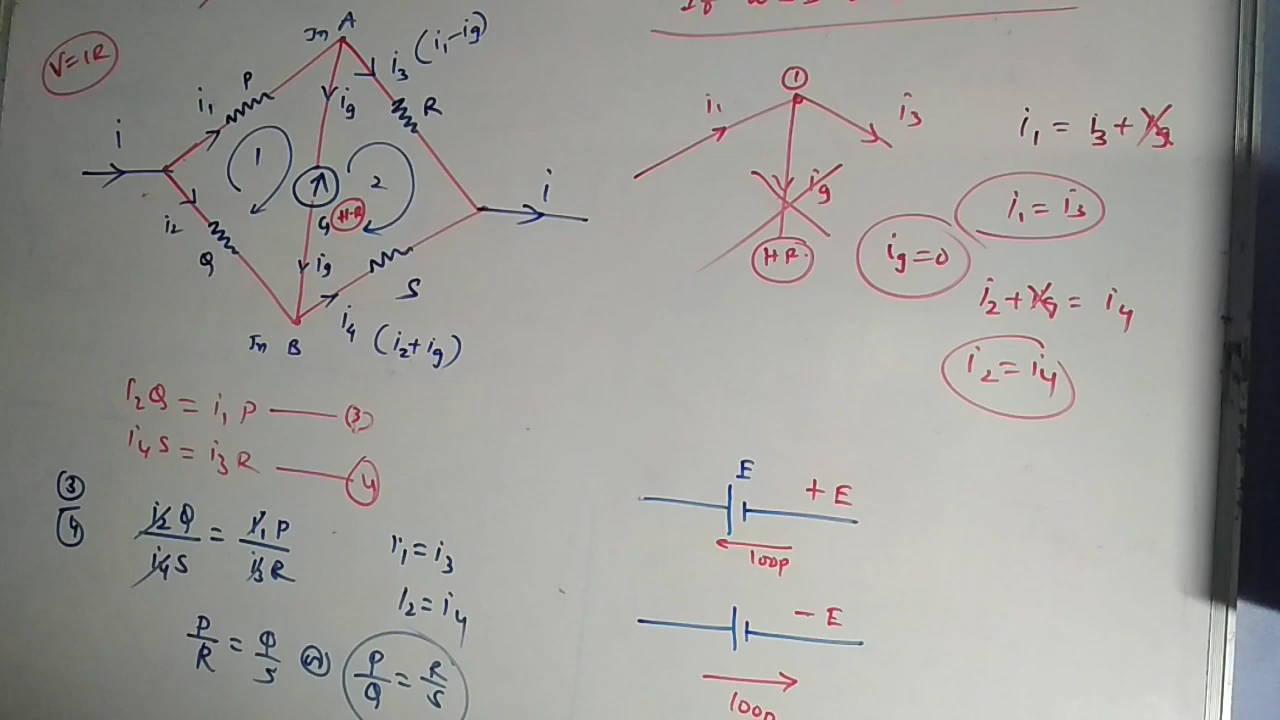 V=IR
Jn A
i₃ (i₁-ig)
P
i₁
ig
R
i
1
2
G H·R
i
i₂
Q
ig
S
i₄ (i₂+ig)
Jn B
I₂Q = i₁P — ③
i₄S = i₃R — ④
③
④
i₂Q / i₄S = i₁P / i₃R
i₁=i₃
I₂=i₄
P/R = Q/S
P/Q = R/S
①
i₁
i₃
ig
H R.
i₁ = i₃ + ig
i₁ = i₃
ig=0
i₂+ig = i₄
i₂=i₄
E
+ E
loop
- E
loop